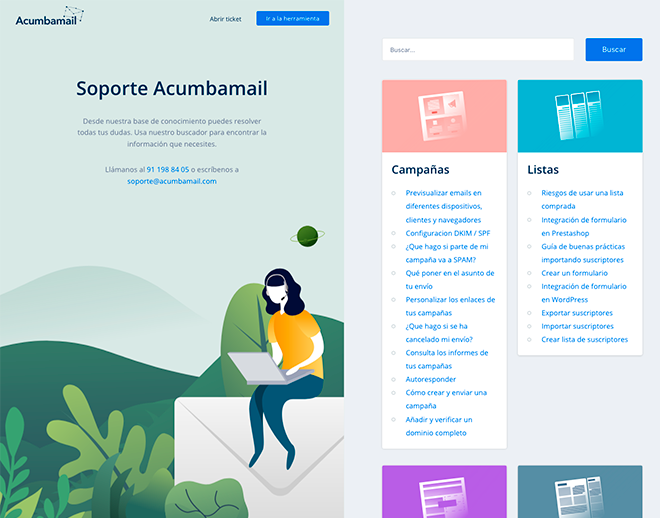 Acumbamail
Abrir ticket
Ir a la herramienta
Soporte Acumbamail
Desde nuestra base de conocimiento puedes resolver
todas tus dudas. Usa nuestro buscador para encontrar la
información que necesites.
Llámanos al 91 198 84 05 o escríbenos a
soporte@acumbamail.com
Buscar...
Buscar
Campañas
Previsualizar emails en
diferentes dispositivos,
clientes y navegadores
Configuracion DKIM / SPF
¿Que hago si parte de mi
campaña va a SPAM?
Qué poner en el asunto de
tu envío
Personalizar los enlaces de
tus campañas
¿Que hago si se ha
cancelado mi envío?
Consulta los informes de
tus campañas
Autoresponder
Cómo crear y enviar una
campaña
Añadir y verificar un
dominio completo
Listas
Riesgos de usar una lista
comprada
Integración de formulario
en Prestashop
Guía de buenas prácticas
importando suscriptores
Crear un formulario
Integración de formulario
en WordPress
Exportar suscriptores
Importar suscriptores
Crear lista de suscriptores